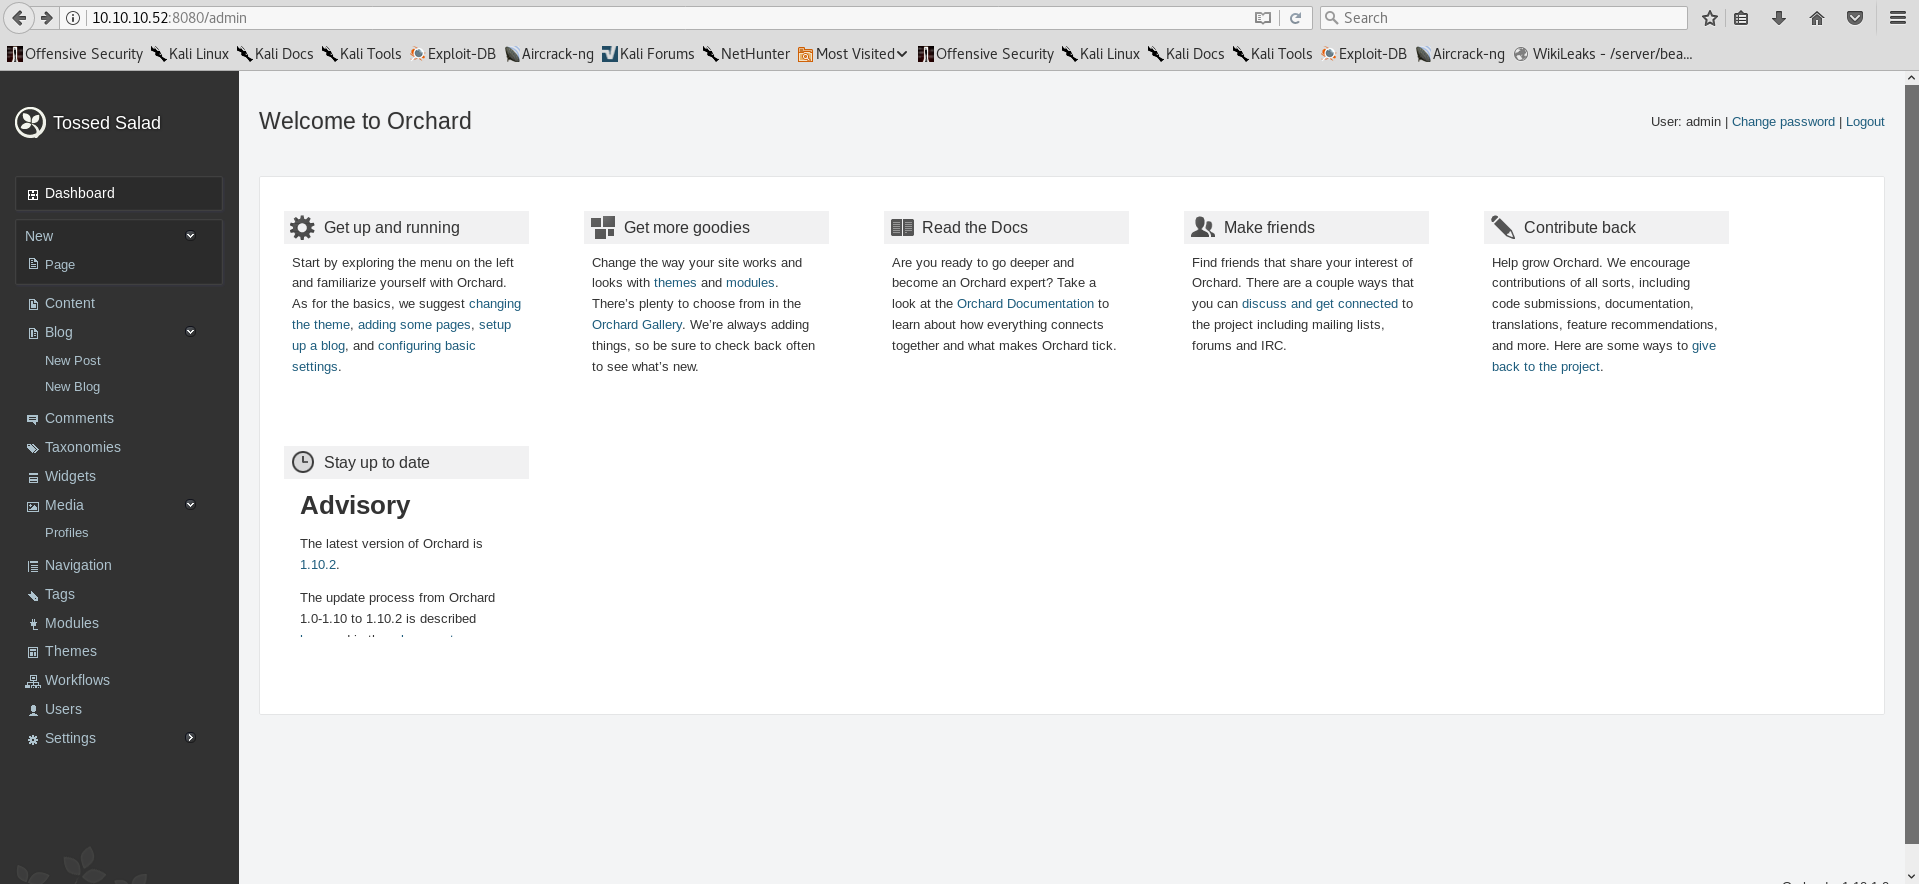 10.10.10.52:8080/admin
Search
Offensive Security Kali Linux Kali Docs Kali Tools Exploit-DB Aircrack-ng Kali Forums NetHunter Most Visited Offensive Security Kali Linux Kali Docs Kali Tools Exploit-DB Aircrack-ng WikiLeaks - /server/bea...
Tossed Salad
Dashboard
New
Page
Content
Blog
New Post
New Blog
Comments
Taxonomies
Widgets
Media
Profiles
Navigation
Tags
Modules
Themes
Workflows
Users
Settings
Welcome to Orchard
User: admin | Change password | Logout
Get up and running
Start by exploring the menu on the left
and familiarize yourself with Orchard.
As for the basics, we suggest changing
the theme, adding some pages, setup
up a blog, and configuring basic
settings.
Get more goodies
Change the way your site works and
looks with themes and modules.
There's plenty to choose from in the
Orchard Gallery. We're always adding
things, so be sure to check back often
to see what's new.
Read the Docs
Are you ready to go deeper and
become an Orchard expert? Take a
look at the Orchard Documentation to
learn about how everything connects
together and what makes Orchard tick.
Make friends
Find friends that share your interest of
Orchard. There are a couple ways that
you can discuss and get connected to
the project including mailing lists,
forums and IRC.
Contribute back
Help grow Orchard. We encourage
contributions of all sorts, including
code submissions, documentation,
translations, feature recommendations,
and more. Here are some ways to give
back to the project.
Stay up to date
Advisory
The latest version of Orchard is
1.10.2.
The update process from Orchard
1.0-1.10 to 1.10.2 is described